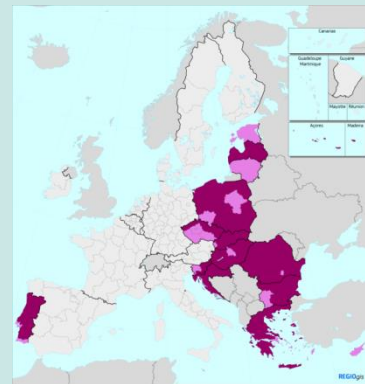 Canarias
Guadeloupe
Martinique
Guyane
Mayotte
Réunion
Açores
Madeira
REGIOgis